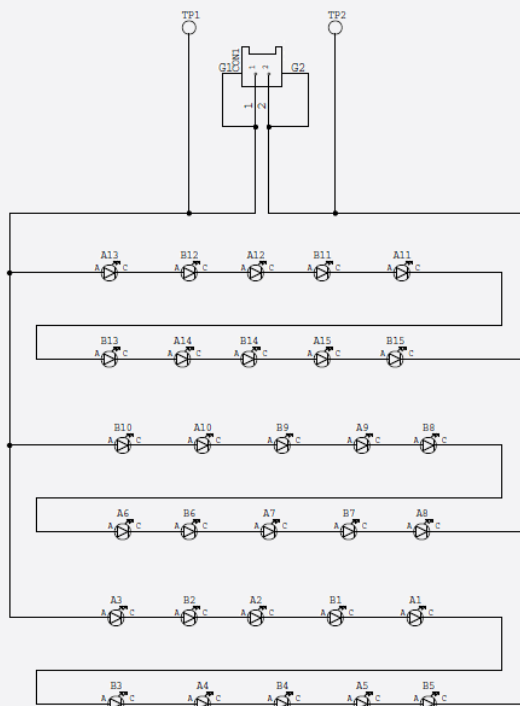 TP1 TP2
CON1
G1 1 2 G2
1 2
A13 B12 A12 B11 A11
A C A C A C A C A C
B13 A14 B14 A15 B15
A C A C A C A C A C
B10 A10 B9 A9 B8
A C A C A C A C A C
A6 B6 A7 B7 A8
A C A C A C A C A C
A3 B2 A2 B1 A1
A C A C A C A C A C
B3 A4 B4 A5 B5
A C A C A C A C A C